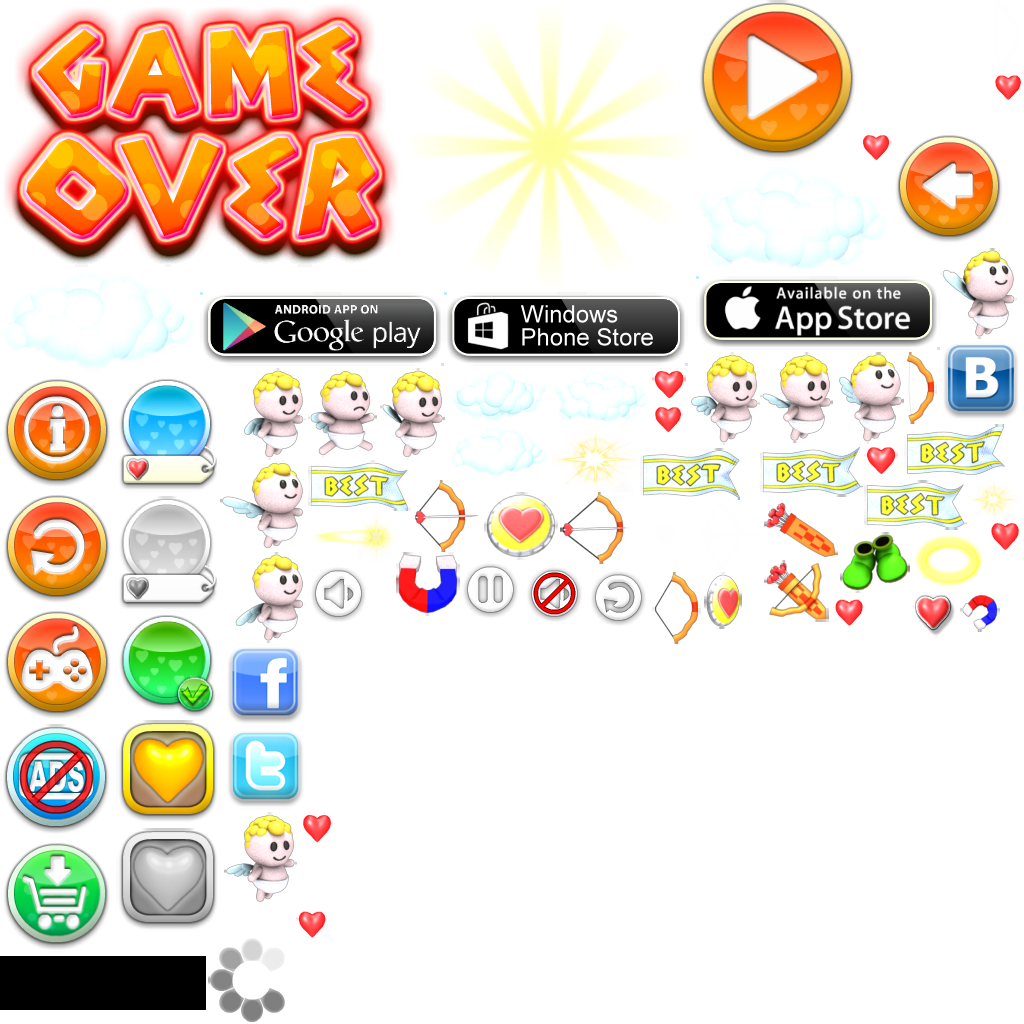 GAME
OVER
ANDROID APP ON
Google play
Windows
Phone Store
Available on the
App Store
B
i
BEST
BEST
BEST
BEST
BEST
ADS
f
t